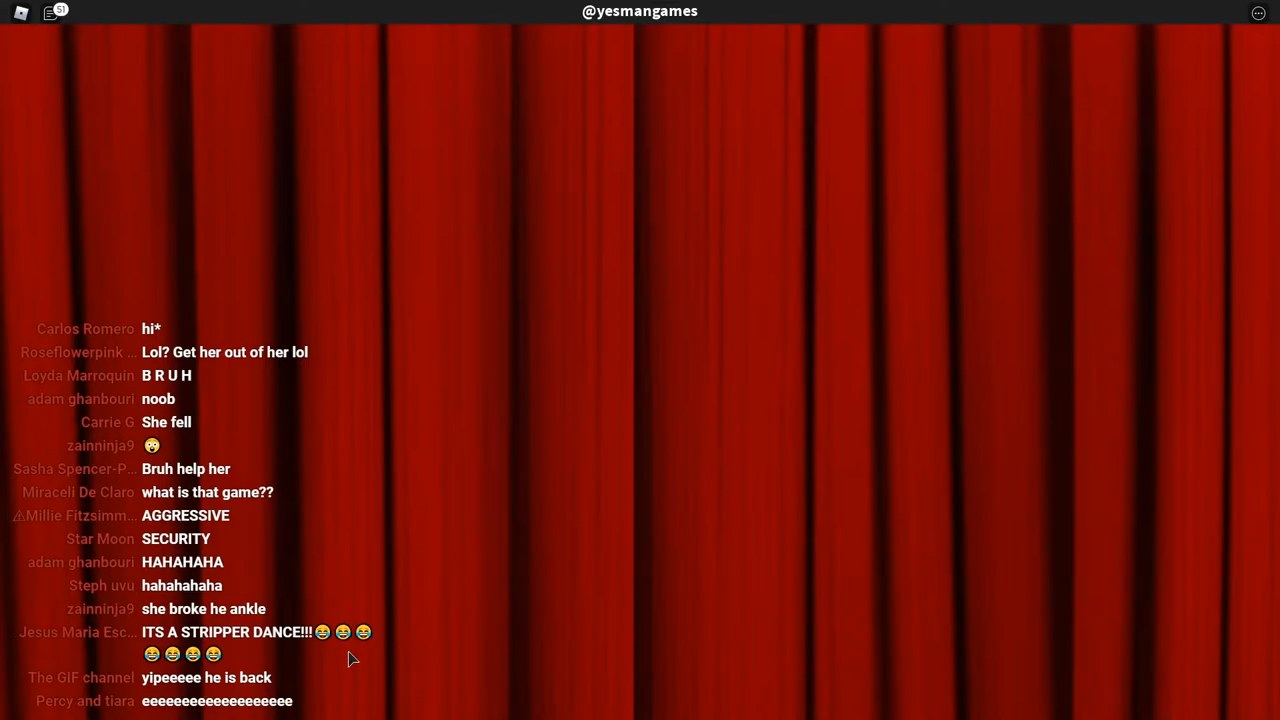 51
@yesmangames
Carlos Romero hi*
Roseflowerpink ... Lol? Get her out of her lol
Loyda Marroquin B R U H
adam ghanbouri noob
Carrie G She fell
zainninja9 😲
Sasha Spencer-P... Bruh help her
Miraceli De Claro what is that game??
⚠Millie Fitzsimm... AGGRESSIVE
Star Moon SECURITY
adam ghanbouri HAHAHAHA
Steph uvu hahahahaha
zainninja9 she broke he ankle
Jesus Maria Esc... ITS A STRIPPER DANCE!!!😂😂😂
😂😂😂😂
The GIF channel yipeeeee he is back
Percy and tiara eeeeeeeeeeeeeeeeeee